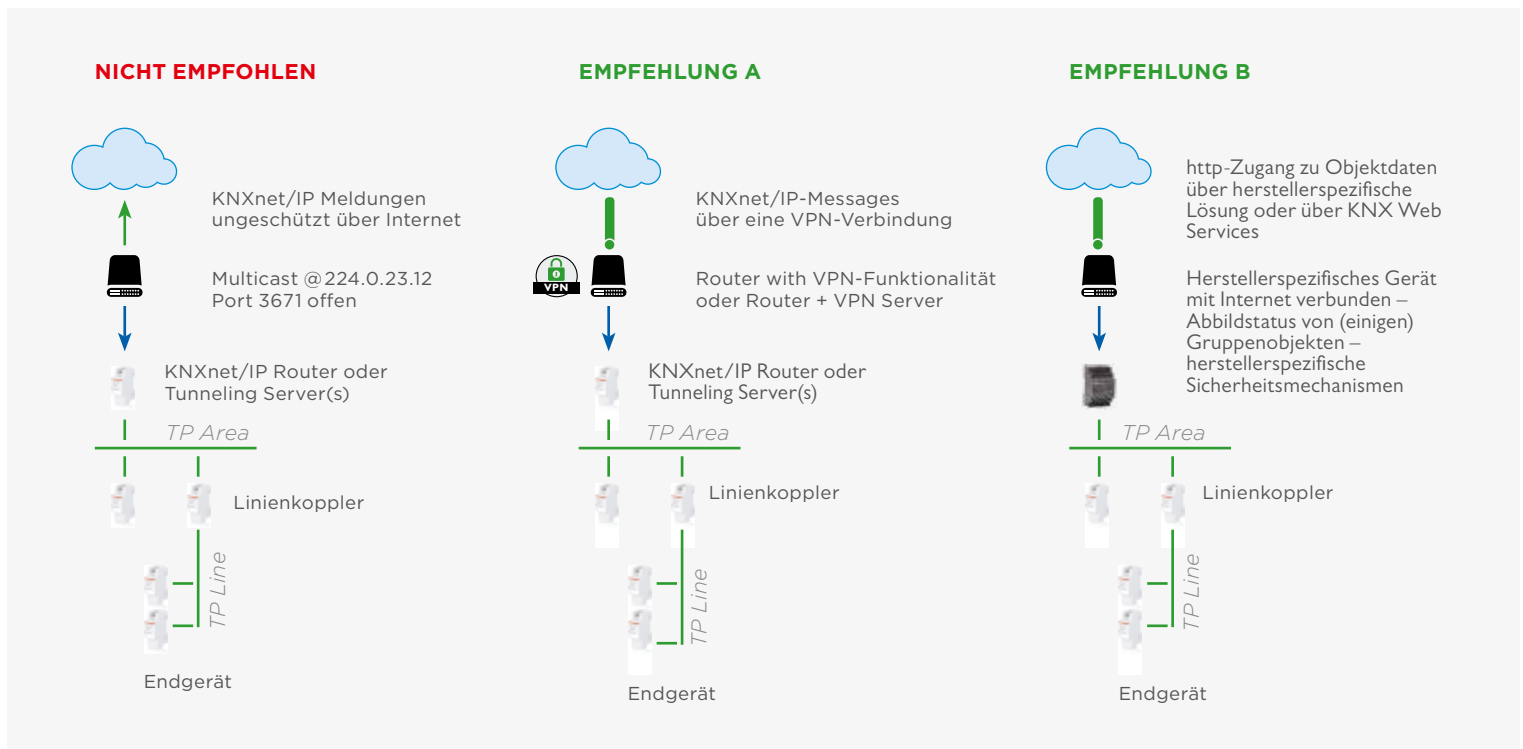 NICHT EMPFOHLEN
KNXnet/IP Meldungen
ungeschützt über Internet
Multicast @224.0.23.12
Port 3671 offen
KNXnet/IP Router oder
Tunneling Server(s)
TP Area
Linienkoppler
TP Line
Endgerät
EMPFEHLUNG A
KNXnet/IP-Messages
über eine VPN-Verbindung
VPN
Router with VPN-Funktionalität
oder Router + VPN Server
KNXnet/IP Router oder
Tunneling Server(s)
TP Area
Linienkoppler
TP Line
Endgerät
EMPFEHLUNG B
http-Zugang zu Objektdaten
über herstellerspezifische
Lösung oder über KNX Web
Services
Herstellerspezifisches Gerät
mit Internet verbunden –
Abbildstatus von (einigen)
Gruppenobjekten –
herstellerspezifische
Sicherheitsmechanismen
TP Area
Linienkoppler
TP Line
Endgerät